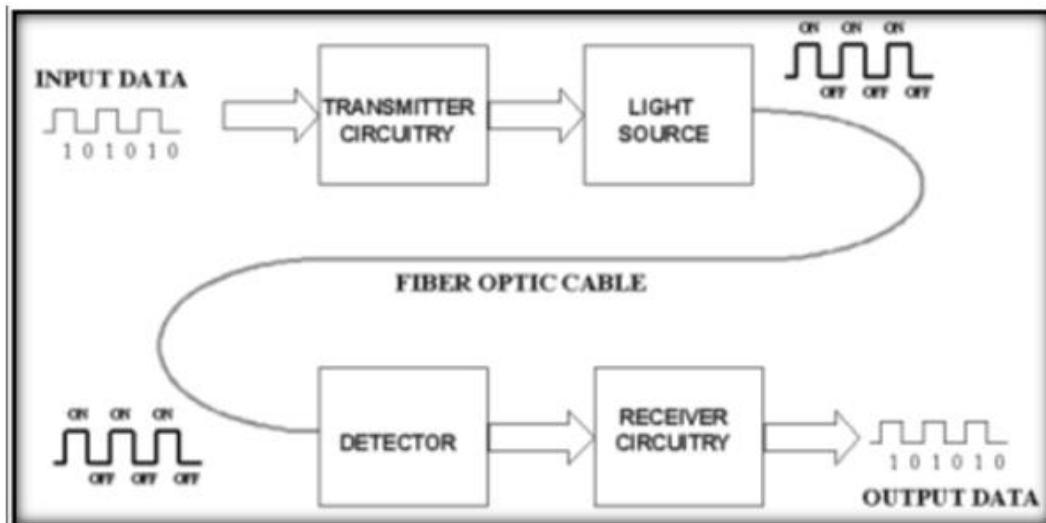 ON ON ON
OFF OFF OFF
INPUT DATA
1 0 1 0 1 0
TRANSMITTER
CIRCUITRY
LIGHT
SOURCE
FIBER OPTIC CABLE
ON ON ON
OFF OFF OFF
DETECTOR
RECEIVER
CIRCUITRY
1 0 1 0 1 0
OUTPUT DATA